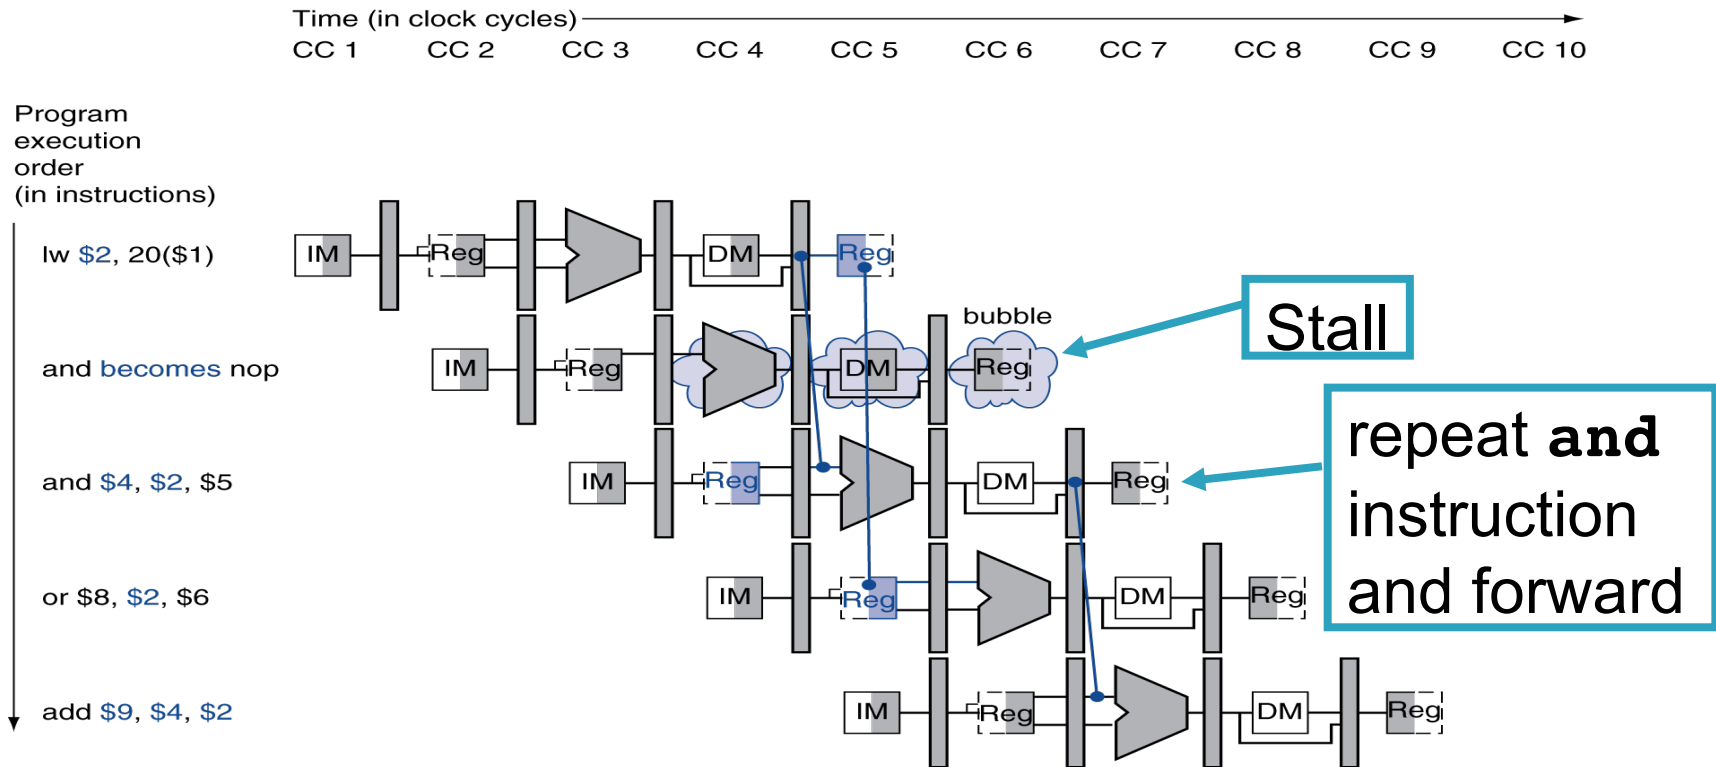 Time (in clock cycles)
CC 1 CC 2 CC 3 CC 4 CC 5 CC 6 CC 7 CC 8 CC 9 CC 10
Program
execution
order
(in instructions)
lw $2, 20($1)
IM Reg DM Reg
bubble
Stall
and becomes nop
IM Reg DM Reg
repeat and
instruction
and forward
and $4, $2, $5
IM Reg DM Reg
or $8, $2, $6
IM Reg DM Reg
add $9, $4, $2
IM Reg DM Reg